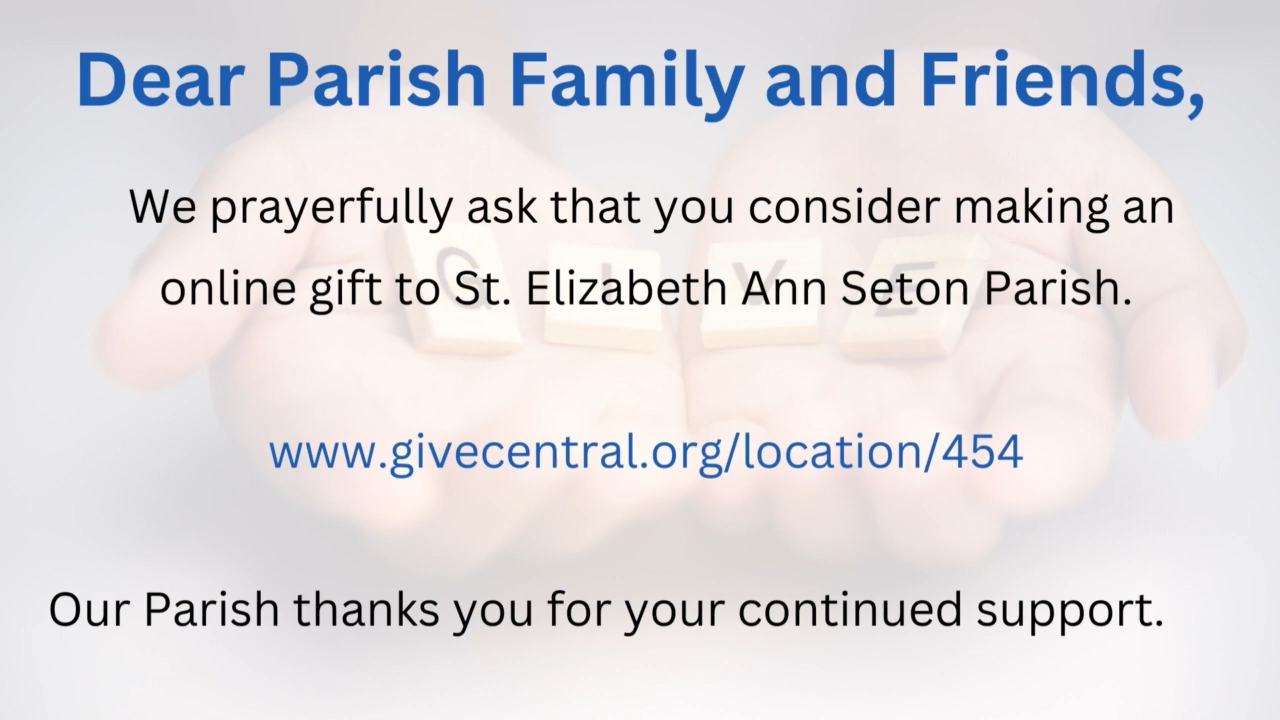 Dear Parish Family and Friends,
We prayerfully ask that you consider making an
online gift to St. Elizabeth Ann Seton Parish.
G I V E
www.givecentral.org/location/454
Our Parish thanks you for your continued support.